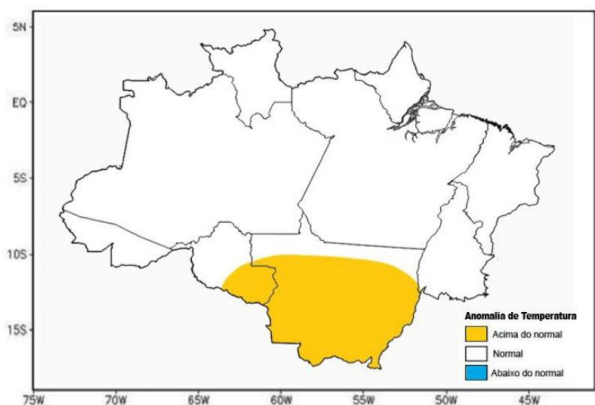 5N
EQ
5S
10S
15S
75W 70W 65W 60W 55W 50W 45W
Anomalia de Temperatura
Acima do normal
Normal
Abaixo do normal